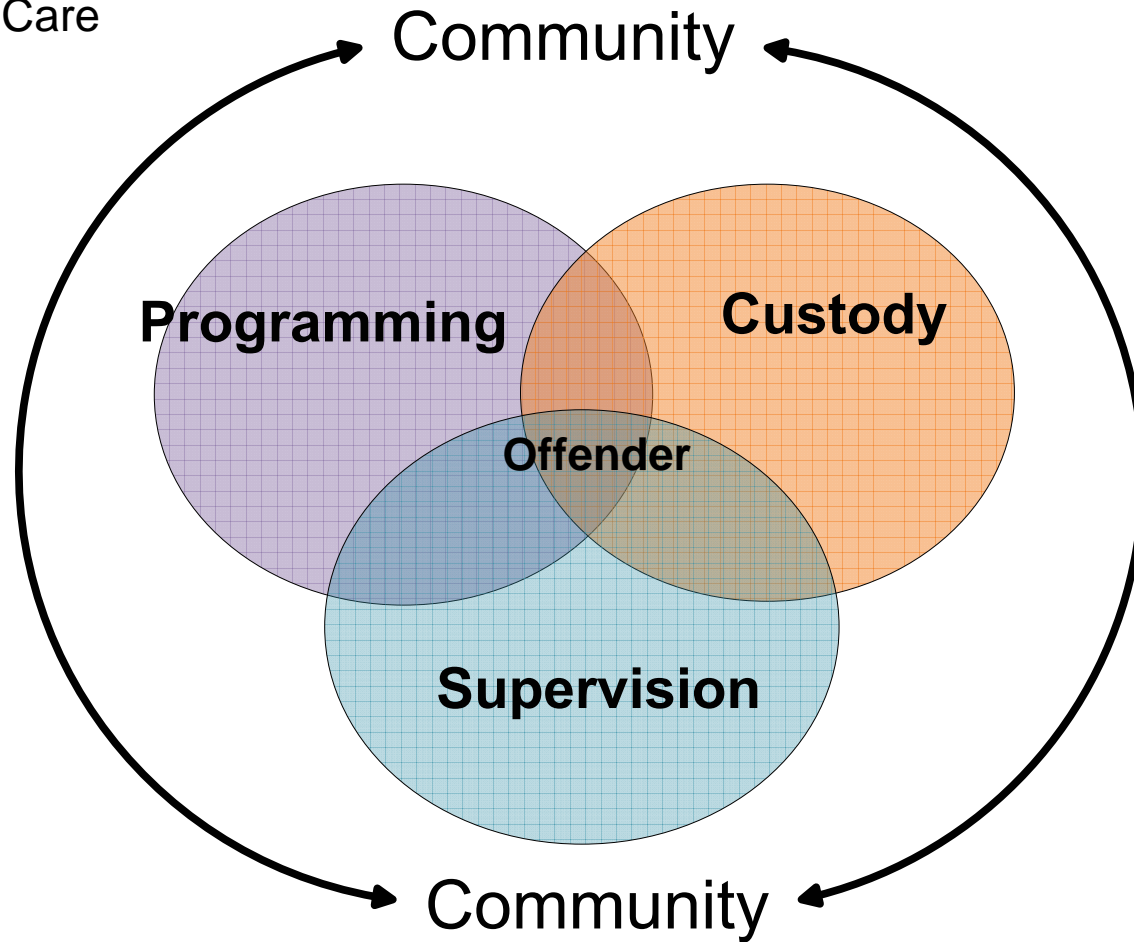 Care
Community
Programming
Custody
Offender
Supervision
Community